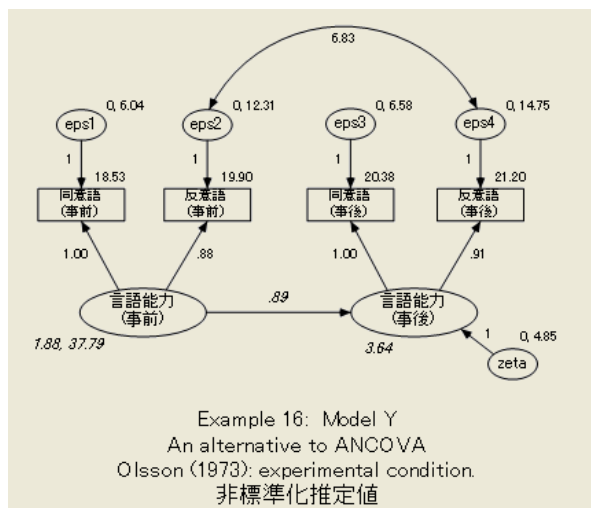 6.83
0, 6.04
0, 12.31
0, 6.58
0, 14.75
eps1
eps2
eps3
eps4
1
1
1
1
18.53
19.90
20.38
21.20
同意語
(事前)
反意語
(事前)
同意語
(事後)
反意語
(事後)
1.00
.88
1.00
.91
言語能力
(事前)
.89
言語能力
(事後)
1.88, 37.79
3.64
1
0, 4.85
zeta
Example 16: Model Y
An alternative to ANCOVA
Olsson (1973): experimental condition.
非標準化推定値